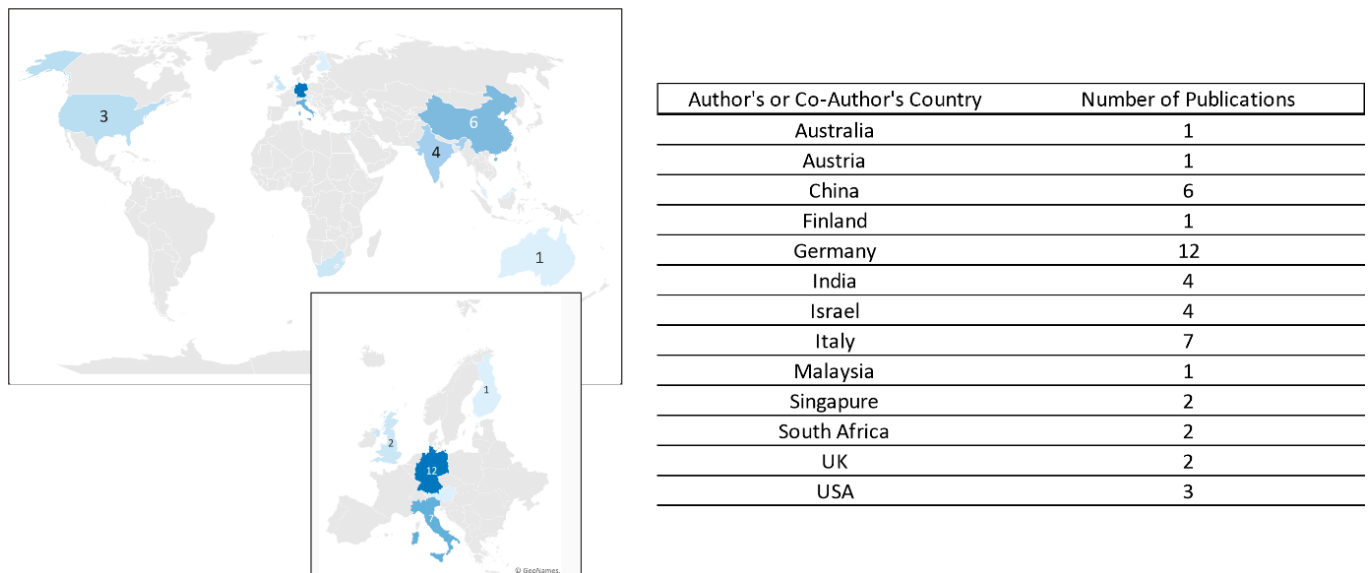 3
6
4
1
1
2
12
7
© GeoNames.
Author's or Co-Author's Country Number of Publications
Australia 1
Austria 1
China 6
Finland 1
Germany 12
India 4
Israel 4
Italy 7
Malaysia 1
Singapure 2
South Africa 2
UK 2
USA 3